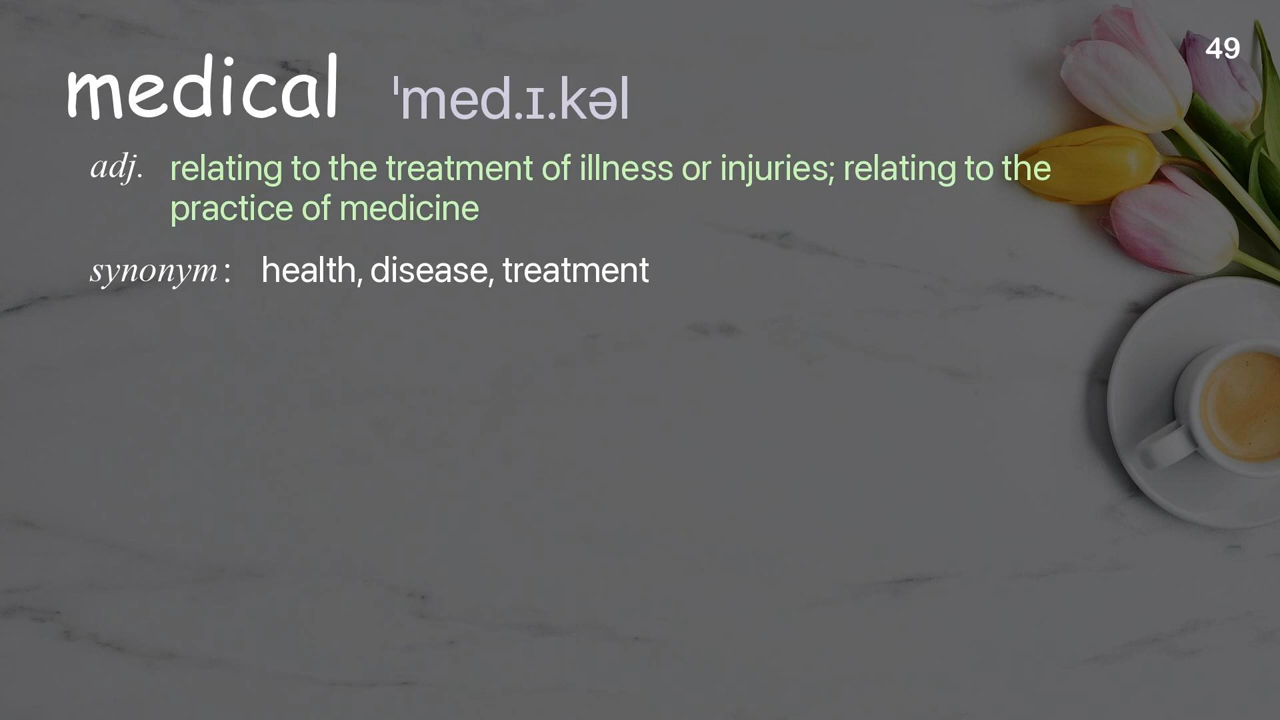 49
medical ˈmed.ɪ.kəl
adj. relating to the treatment of illness or injuries; relating to the
practice of medicine
synonym: health, disease, treatment